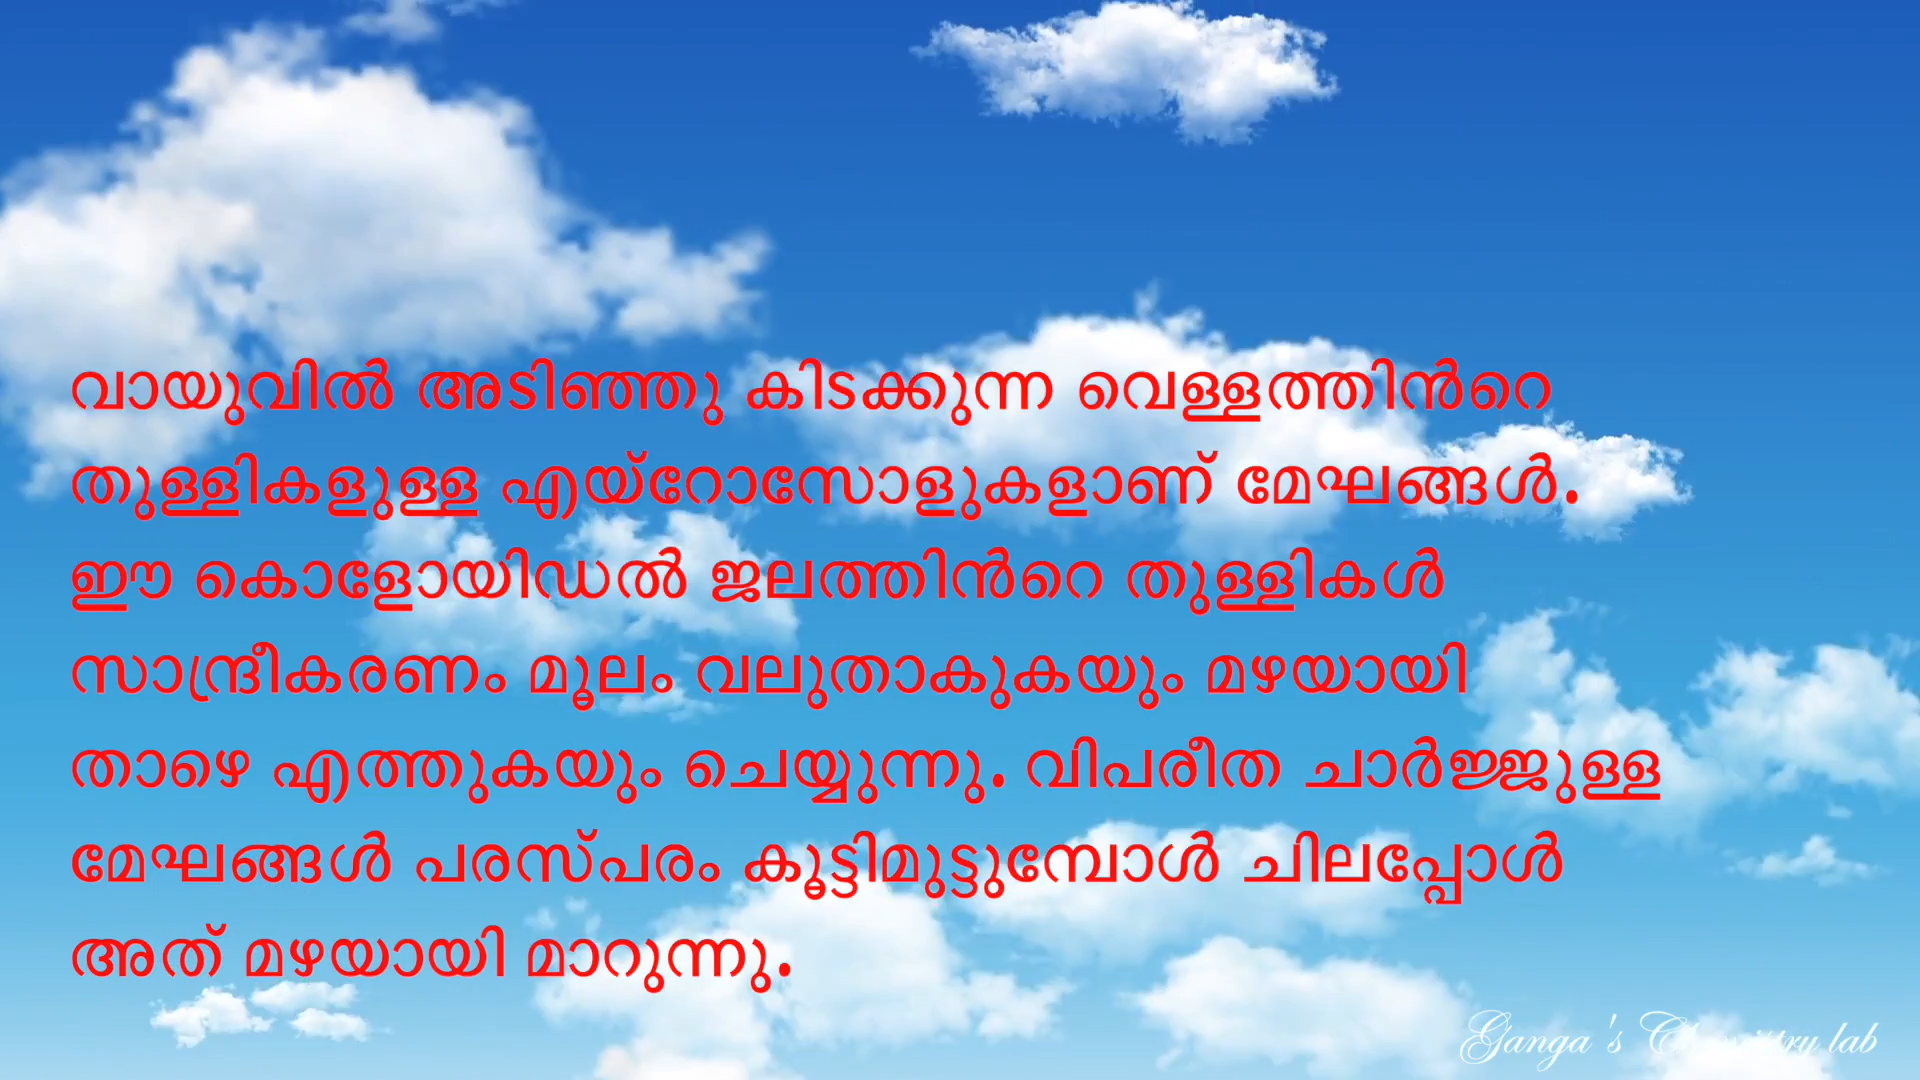 വായുവിൽ അടിഞ്ഞു കിടക്കുന്ന വെള്ളത്തിൻറെ
തുള്ളികളുള്ള എയ്റോസോളുകളാണ് മേഘങ്ങൾ.
ഈ കൊളോയിഡൽ ജലത്തിൻറെ തുള്ളികൾ
സാന്ദ്രീകരണം മൂലം വലുതാകുകയും മഴയായി
താഴെ എത്തുകയും ചെയ്യുന്നു. വിപരീത ചാർജ്ജുള്ള
മേഘങ്ങൾ പരസ്പരം കൂട്ടിമുട്ടുമ്പോൾ ചിലപ്പോൾ
അത് മഴയായി മാറുന്നു.
Ganga's Chemistry lab